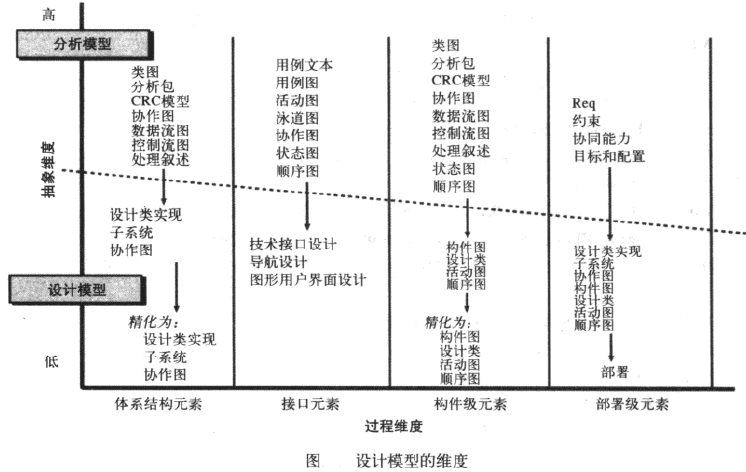 高
分析模型
抽象维度
设计模型
低
类图
分析包
CRC模型
协作图
数据流图
控制流图
处理叙述
设计类实现
子系统
协作图
精化为：
设计类实现
子系统
协作图
体系结构元素
用例文本
用例图
活动图
泳道图
协作图
状态图
顺序图
技术接口设计
导航设计
图形用户界面设计
接口元素
类图
分析包
CRC模型
协作图
数据流图
控制流图
处理叙述
状态图
顺序图
构件图
设计类
活动图
顺序图
精化为：
构件图
设计类
活动图
顺序图
构件级元素
Req
约束
协同能力
目标和配置
设计类实现
子系统
协作图
构件图
设计类
活动图
顺序图
部署
部署级元素
过程维度
图 设计模型的维度